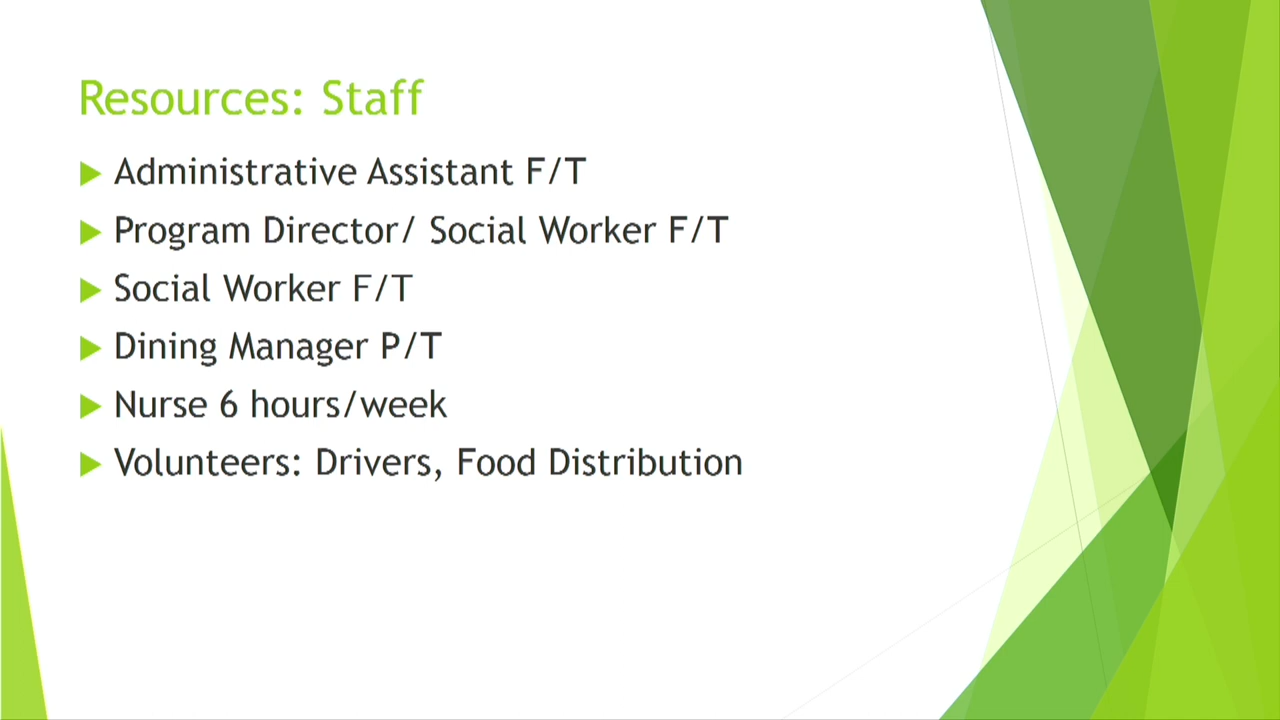 Resources: Staff
Administrative Assistant F/T
Program Director/ Social Worker F/T
Social Worker F/T
Dining Manager P/T
Nurse 6 hours/week
Volunteers: Drivers, Food Distribution